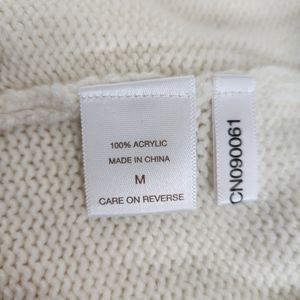 100% ACRYLIC
MADE IN CHINA
M
CARE ON REVERSE
CN090061